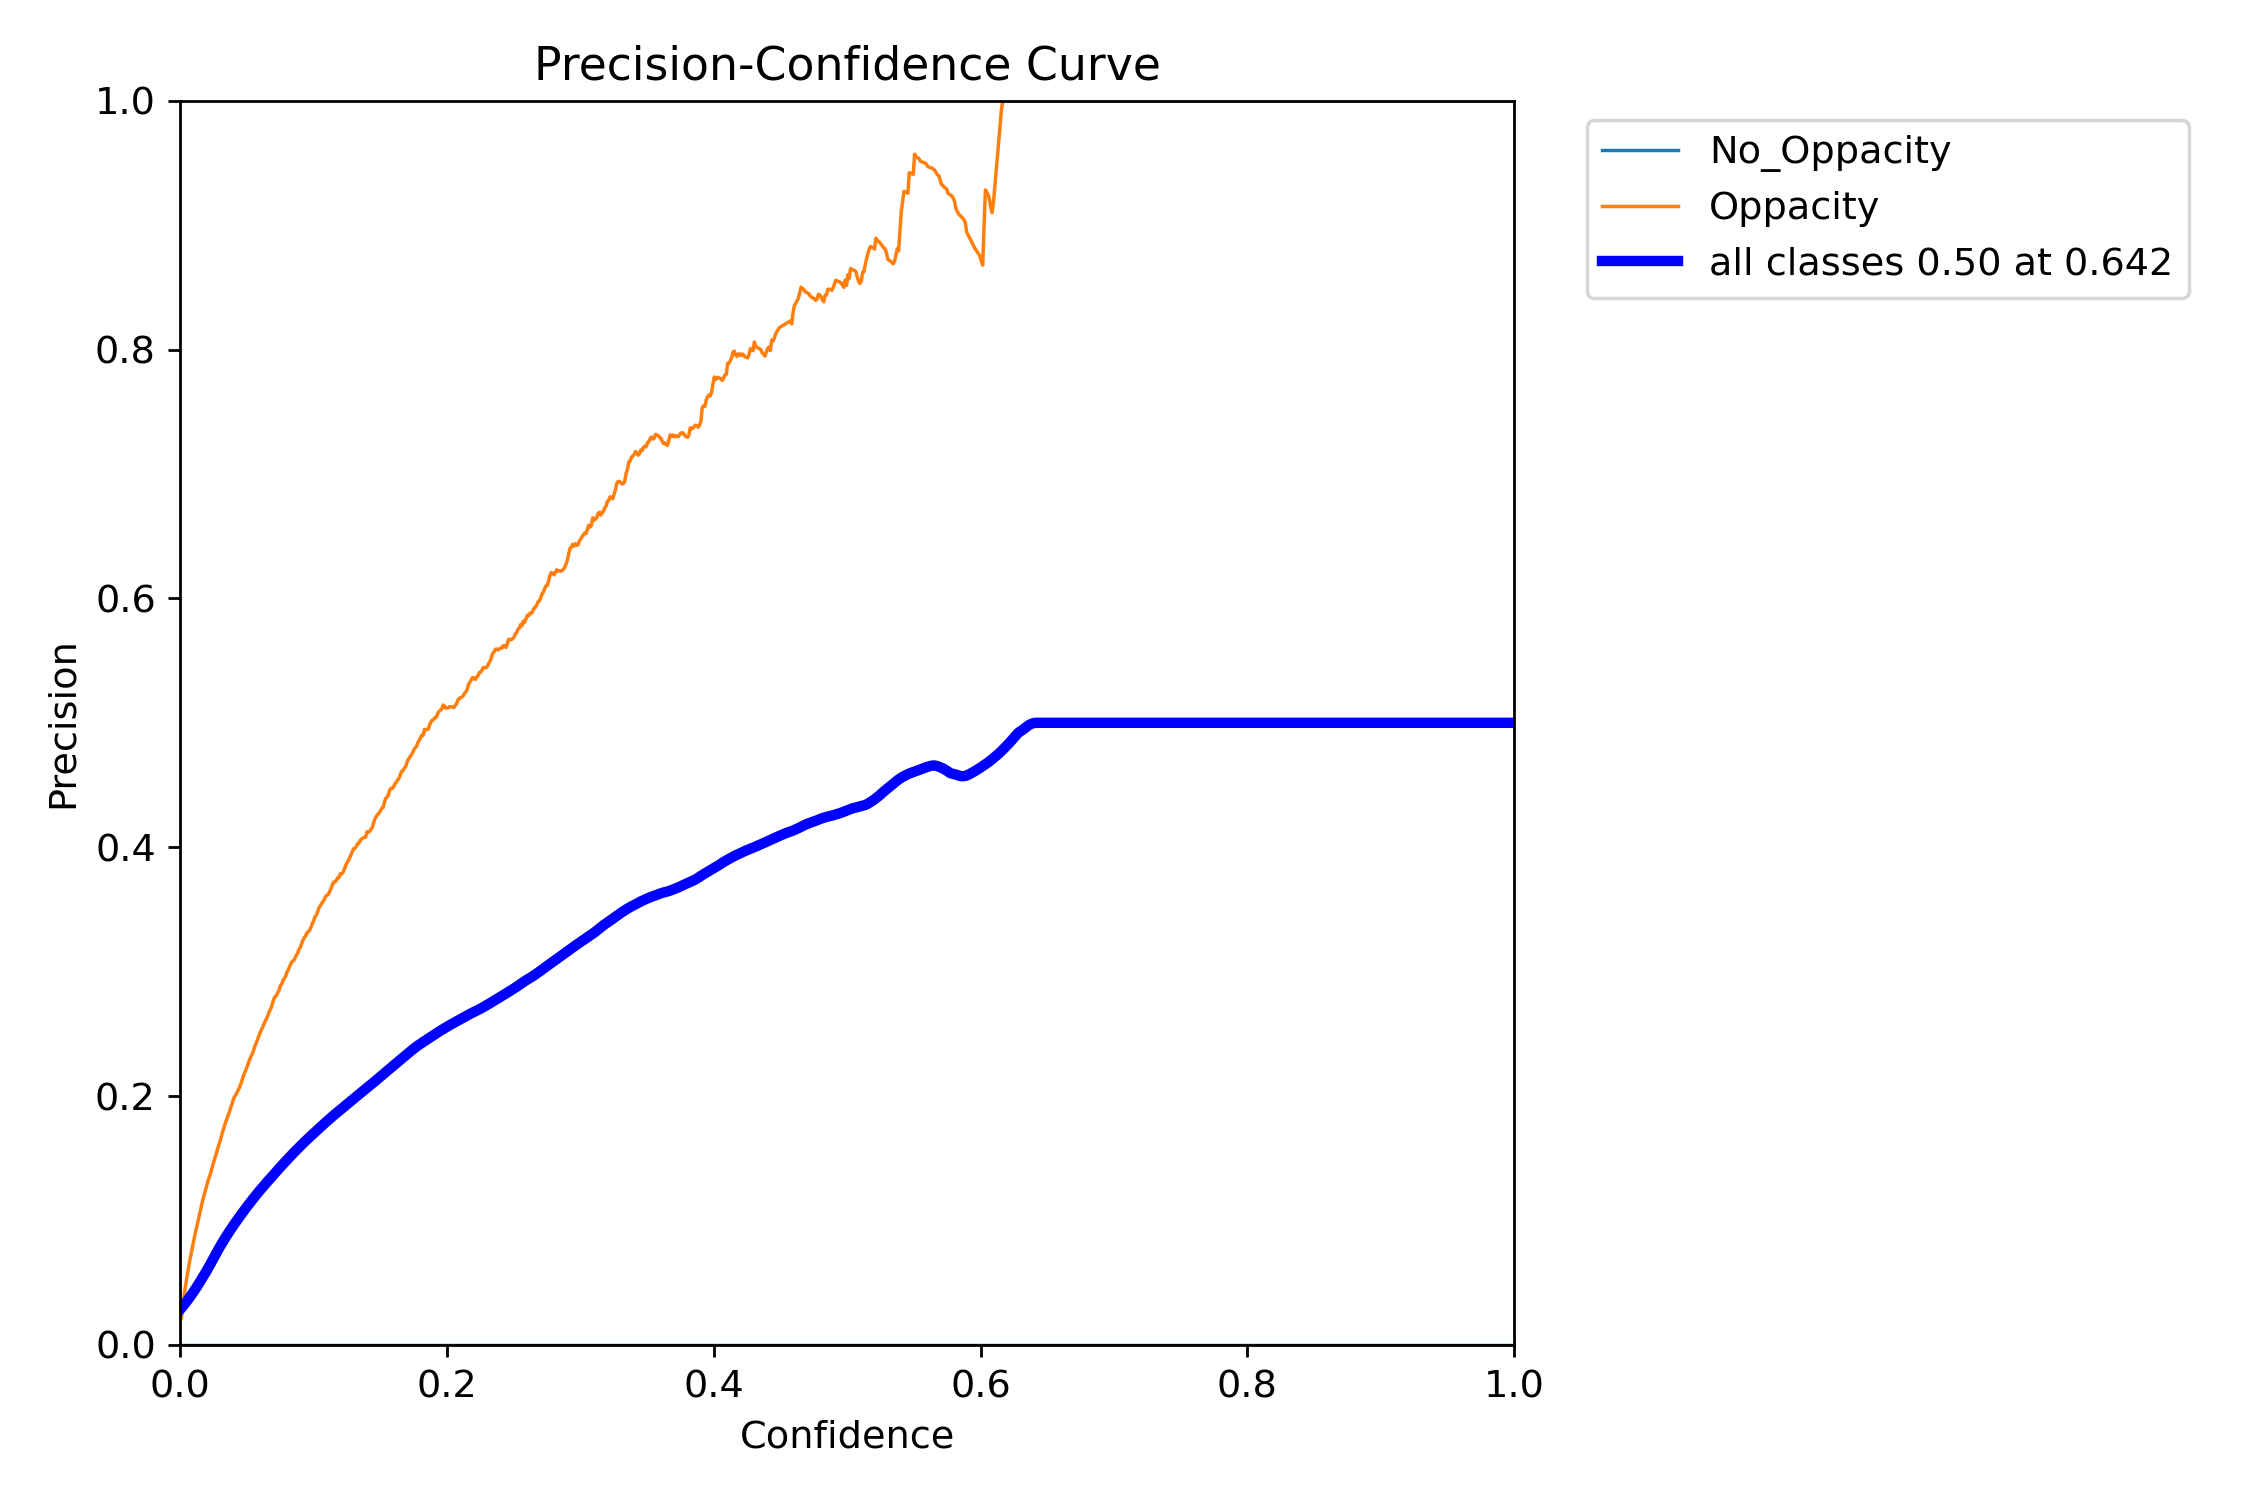 Precision-Confidence Curve
No_Oppacity
Oppacity
all classes 0.50 at 0.642
1.0
0.8
0.6
0.4
0.2
0.0
Precision
0.0 0.2 0.4 0.6 0.8 1.0
Confidence